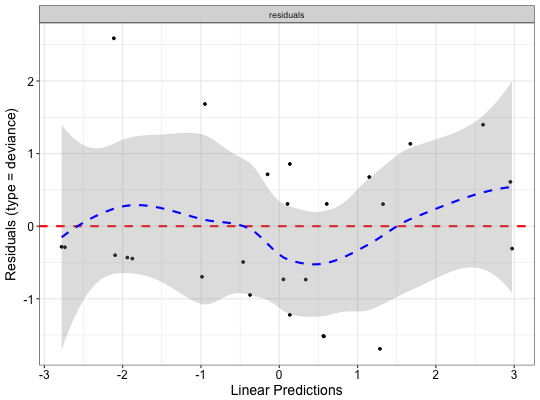 residuals
Residuals (type = deviance)
2
1
0
-1
-3 -2 -1 0 1 2 3
Linear Predictions